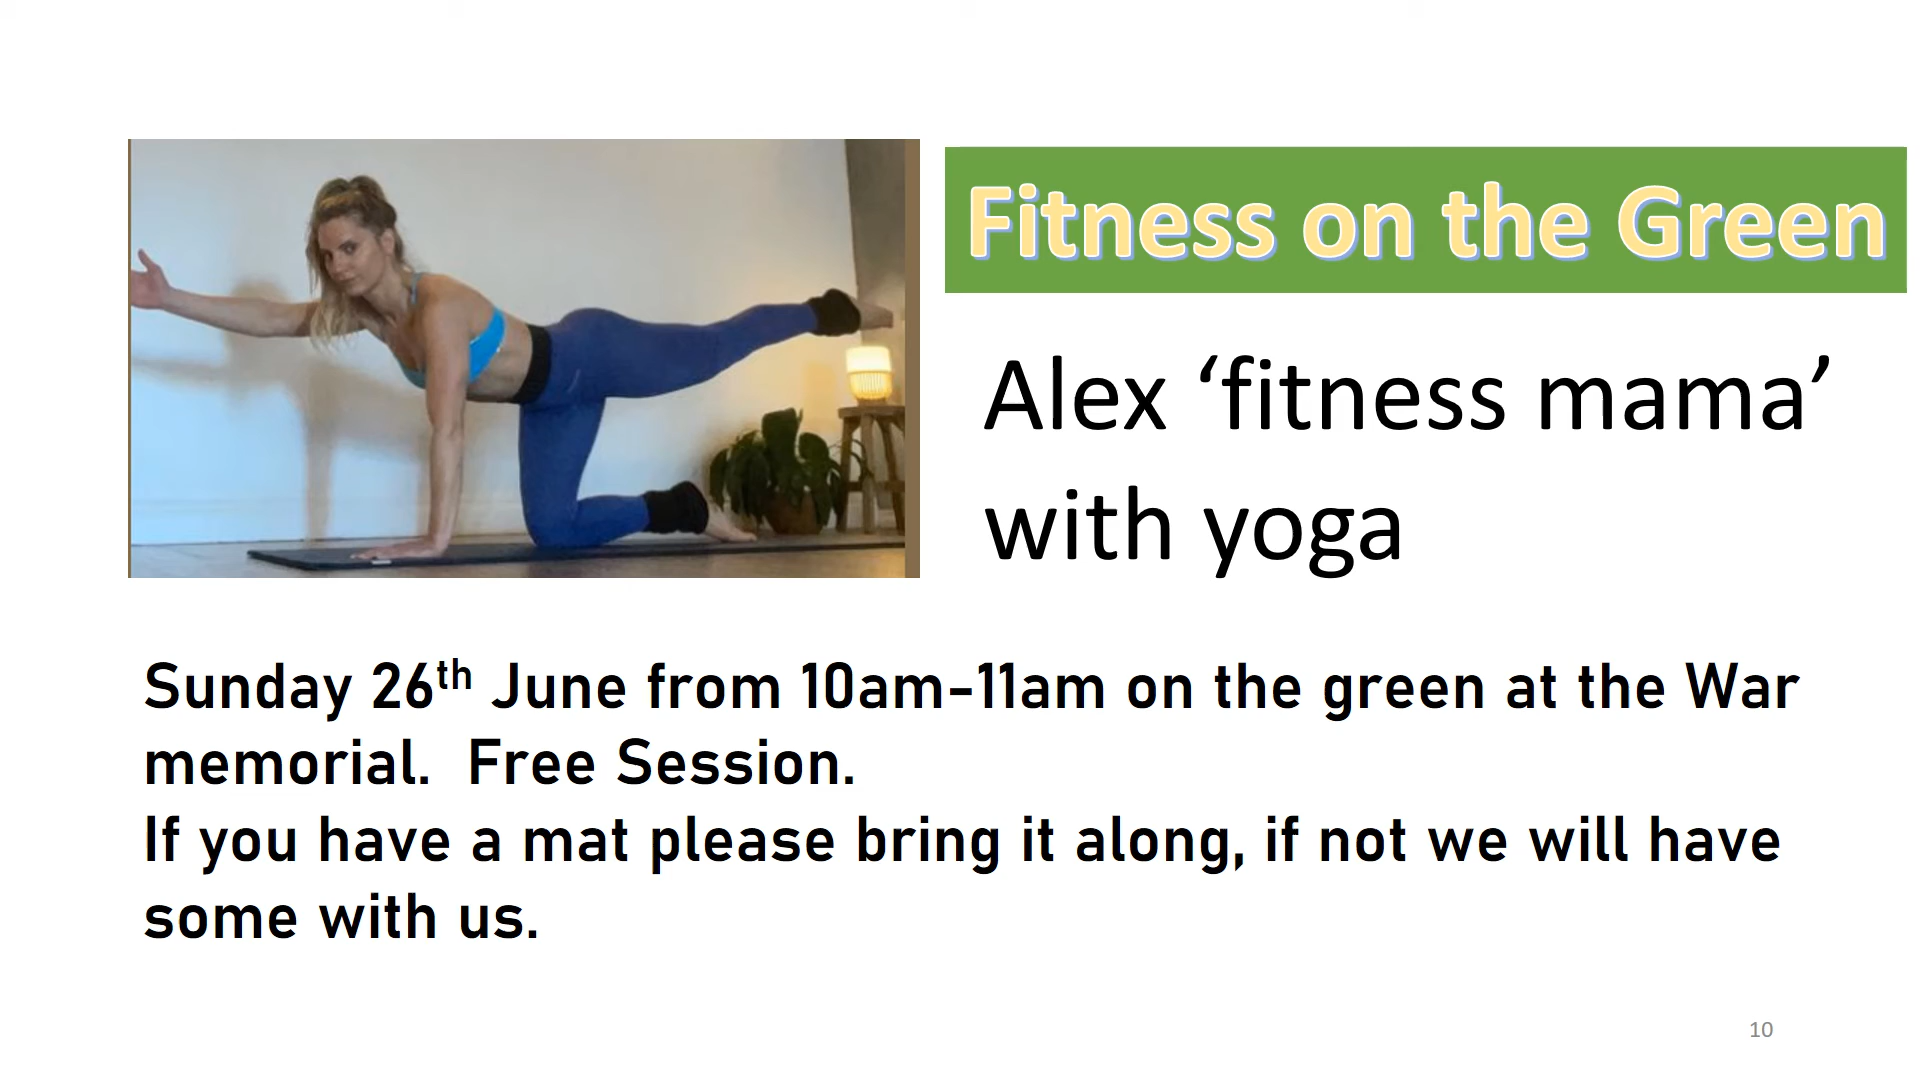 Fitness on the Green
Alex ‘fitness mama’
with yoga
Sunday 26th June from 10am-11am on the green at the War
memorial.  Free Session.
If you have a mat please bring it along, if not we will have
some with us.
10